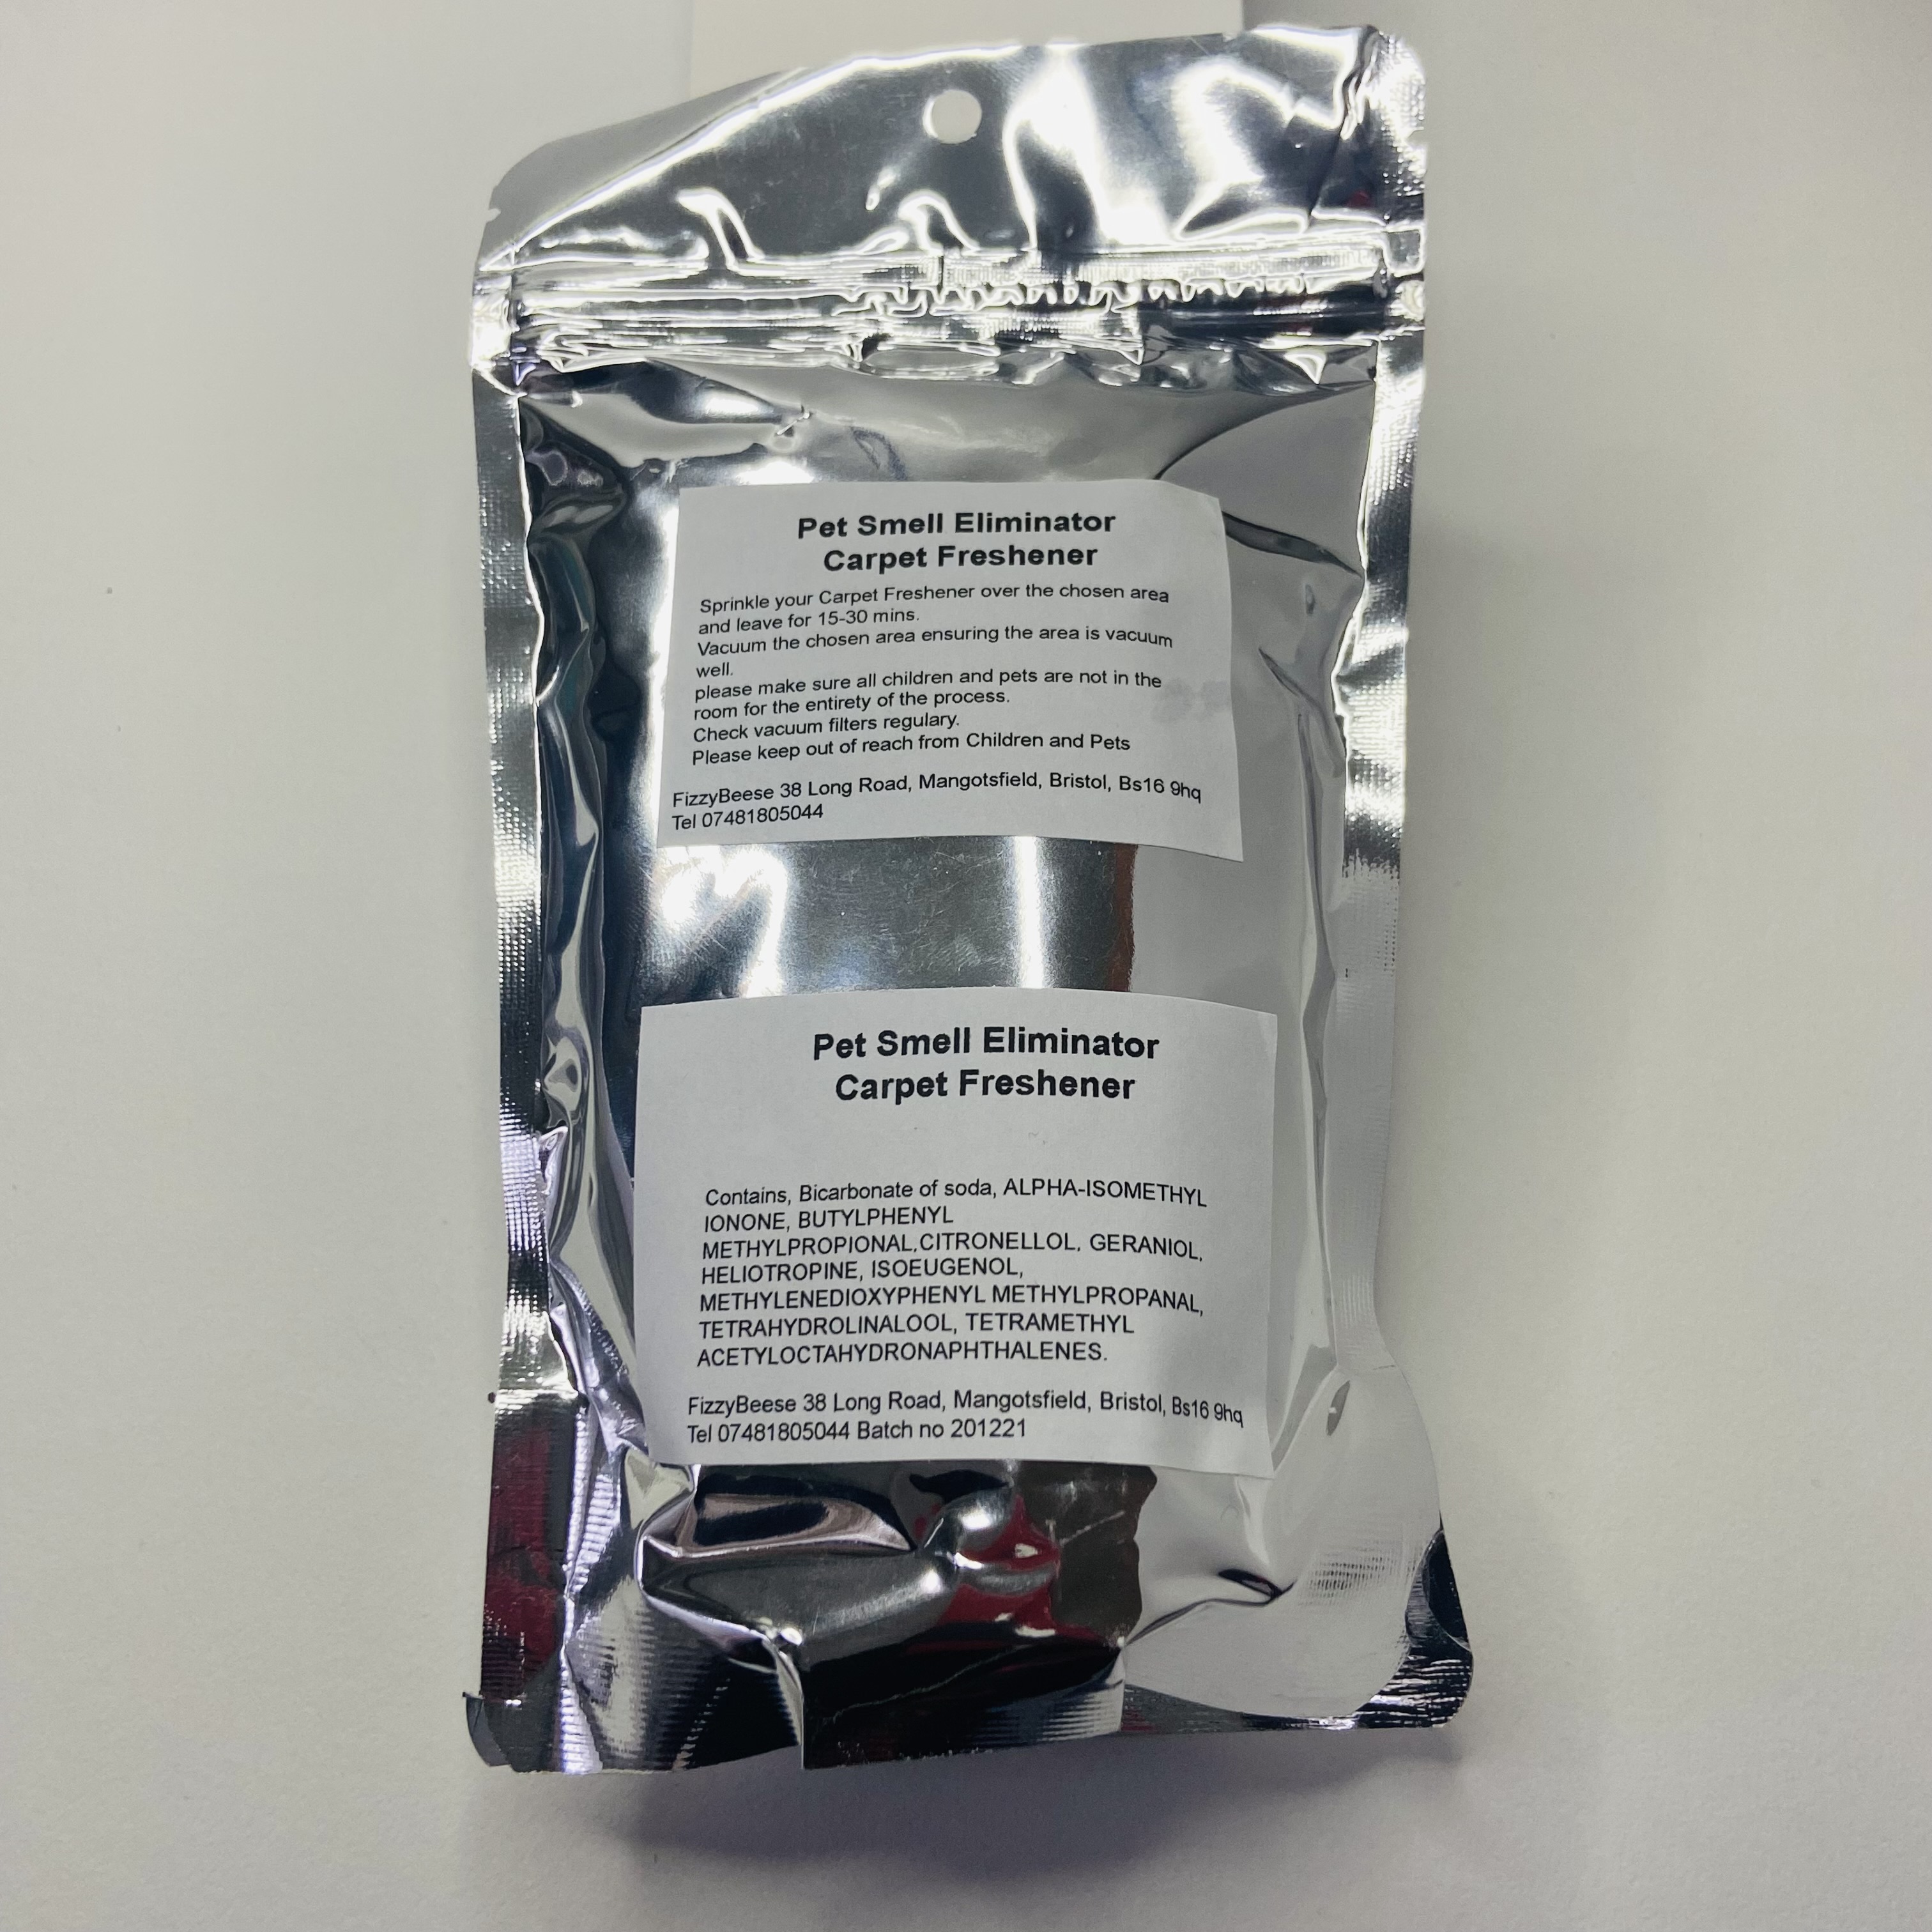 Pet Smell Eliminator
Carpet Freshener
Sprinkle your Carpet Freshener over the chosen area
and leave for 15-30 mins.
Vacuum the chosen area ensuring the area is vacuum
well.
please make sure all children and pets are not in the
room for the entirety of the process.
Check vacuum filters regulary.
Please keep out of reach from Children and Pets
FizzyBeese 38 Long Road, Mangotsfield, Bristol, Bs16 9hq
Tel 07481805044
Pet Smell Eliminator
Carpet Freshener
Contains, Bicarbonate of soda, ALPHA-ISOMETHYL
IONONE, BUTYLPHENYL
METHYLPROPIONAL,CITRONELLOL, GERANIOL,
HELIOTROPINE, ISOEUGENOL,
METHYLENEDIOXYPHENYL METHYLPROPANAL,
TETRAHYDROLINALOOL, TETRAMETHYL
ACETYLOCTAHYDRONAPHTHALENES.
FizzyBeese 38 Long Road, Mangotsfield, Bristol, Bs16 9hq
Tel 07481805044 Batch no 201221